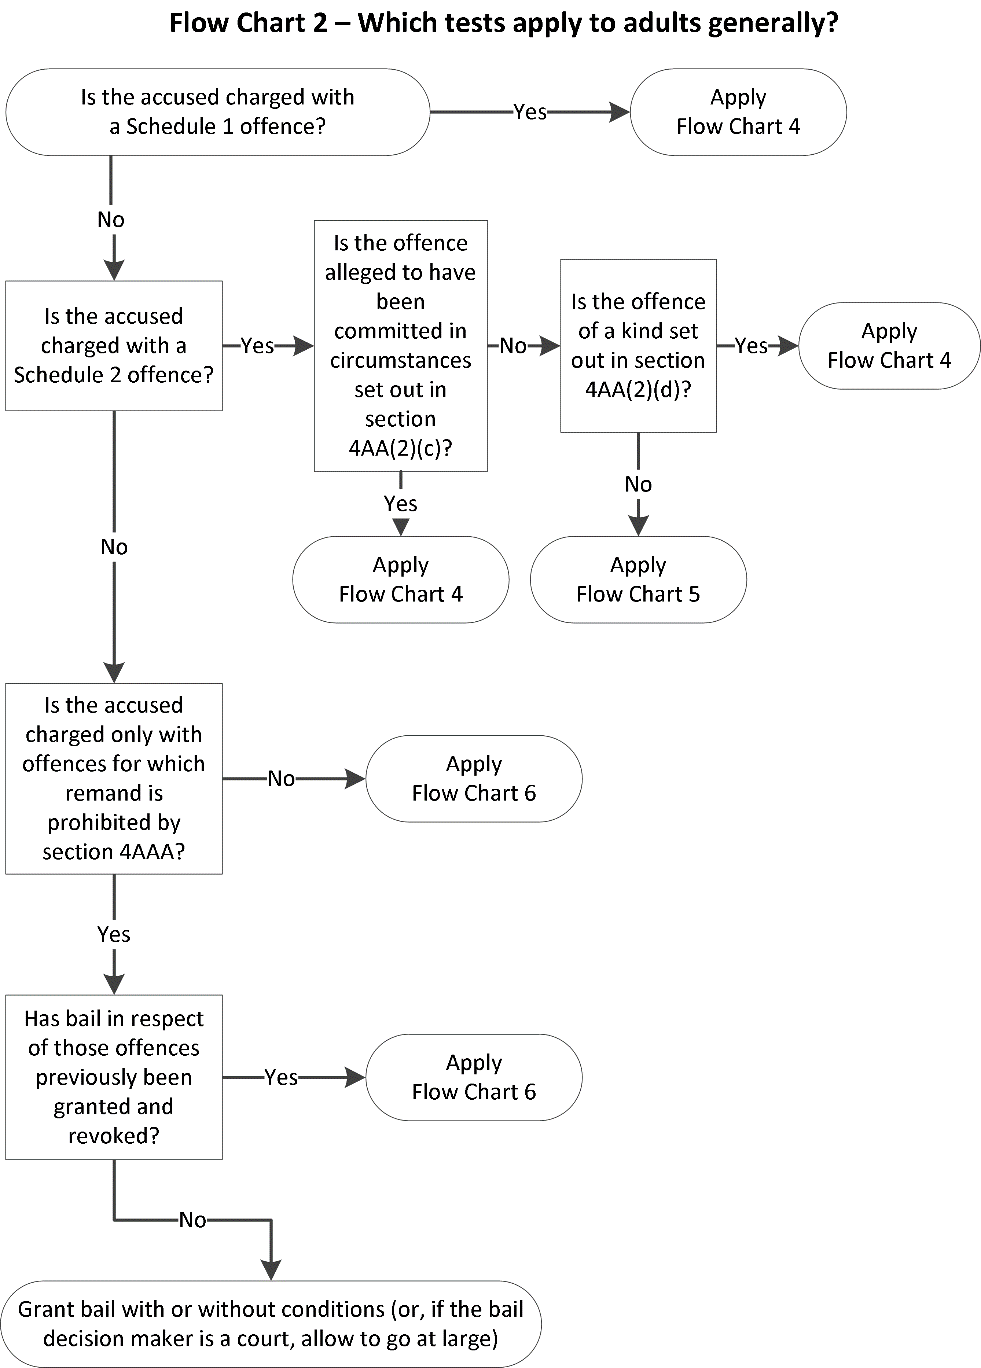 Flow Chart 2 – Which tests apply to adults generally?
Is the accused charged with
a Schedule 1 offence?
Yes
Apply
Flow Chart 4
No
Is the accused
charged with a
Schedule 2 offence?
Yes
Is the offence
alleged to have
been
committed in
circumstances
set out in
section
4AA(2)(c)?
No
Is the offence
of a kind set
out in section
4AA(2)(d)?
Yes
Apply
Flow Chart 4
Yes
Apply
Flow Chart 4
No
Apply
Flow Chart 5
No
Is the accused
charged only with
offences for which
remand is
prohibited by
section 4AAA?
No
Apply
Flow Chart 6
Yes
Has bail in respect
of those offences
previously been
granted and
revoked?
Yes
Apply
Flow Chart 6
No
Grant bail with or without conditions (or, if the bail
decision maker is a court, allow to go at large)